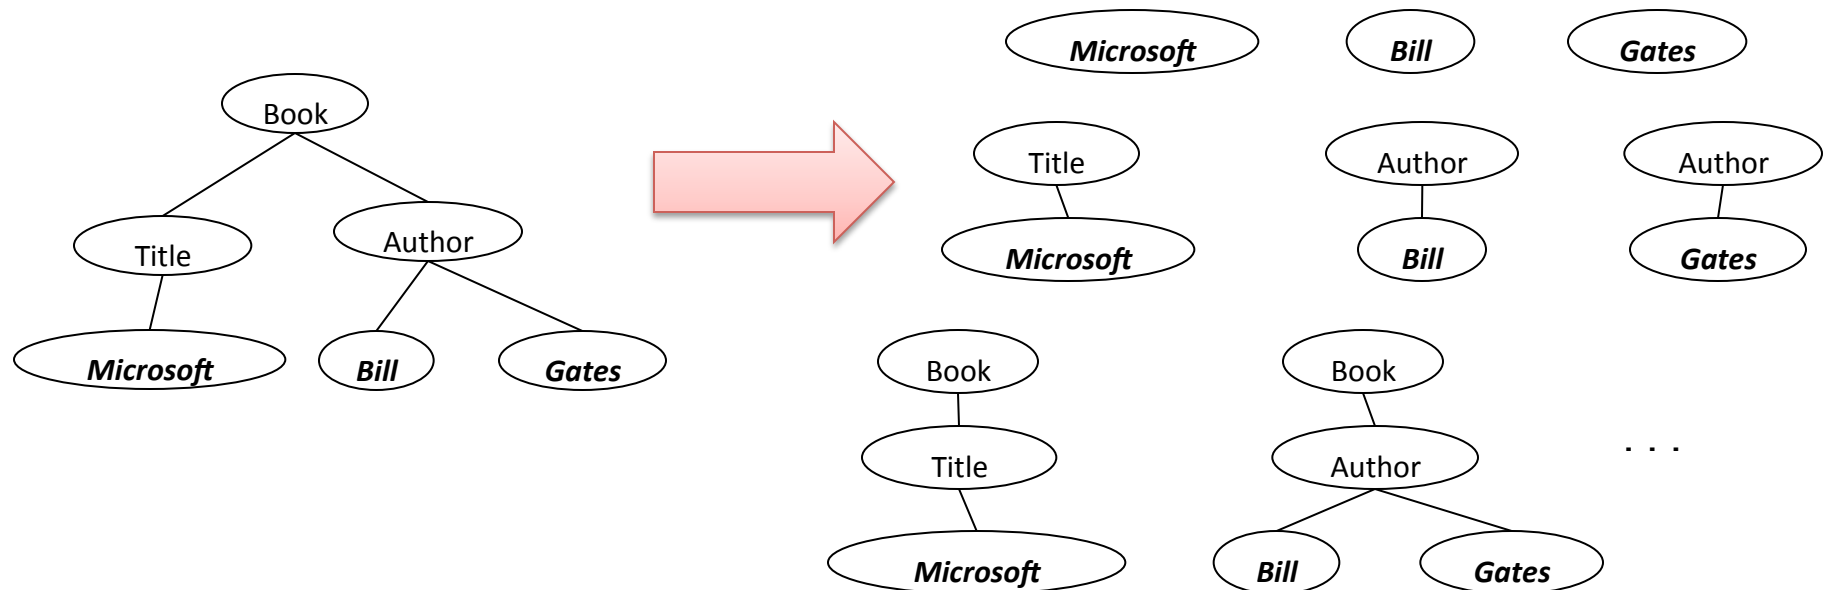 Book
Title
Author
Microsoft
Bill
Gates
Microsoft
Bill
Gates
Title
Author
Author
Microsoft
Bill
Gates
Book
Book
Title
Author
. . .
Microsoft
Bill
Gates